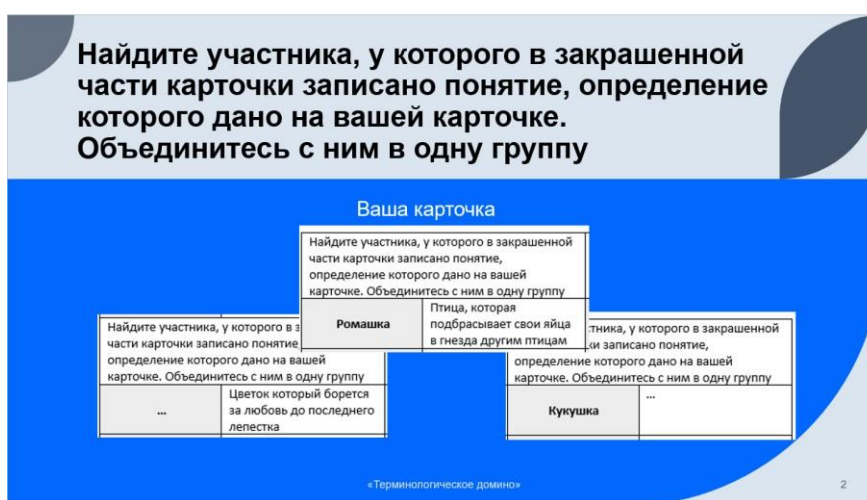 Найдите участника, у которого в закрашенной
части карточки записано понятие, определение
которого дано на вашей карточке.
Объединитесь с ним в одну группу
Ваша карточка
Найдите участника, у которого в закрашенной
части карточки записано понятие,
определение которого дано на вашей
карточке. Объединитесь с ним в одну группу
Ромашка
Птица, которая
подбрасывает свои яйца
в гнезда другим птицам
Найдите участника, у которого в з
части карточки записано понятие,
определение которого дано на вашей
карточке. Объединитесь с ним в одну группу
...
Цветок который борется
за любовь до последнего
лепестка
тника, у которого в закрашенной
ки записано понятие,
определение которого дано на вашей
карточке. Объединитесь с ним в одну группу
Кукушка
...
«Терминологическое домино»
2